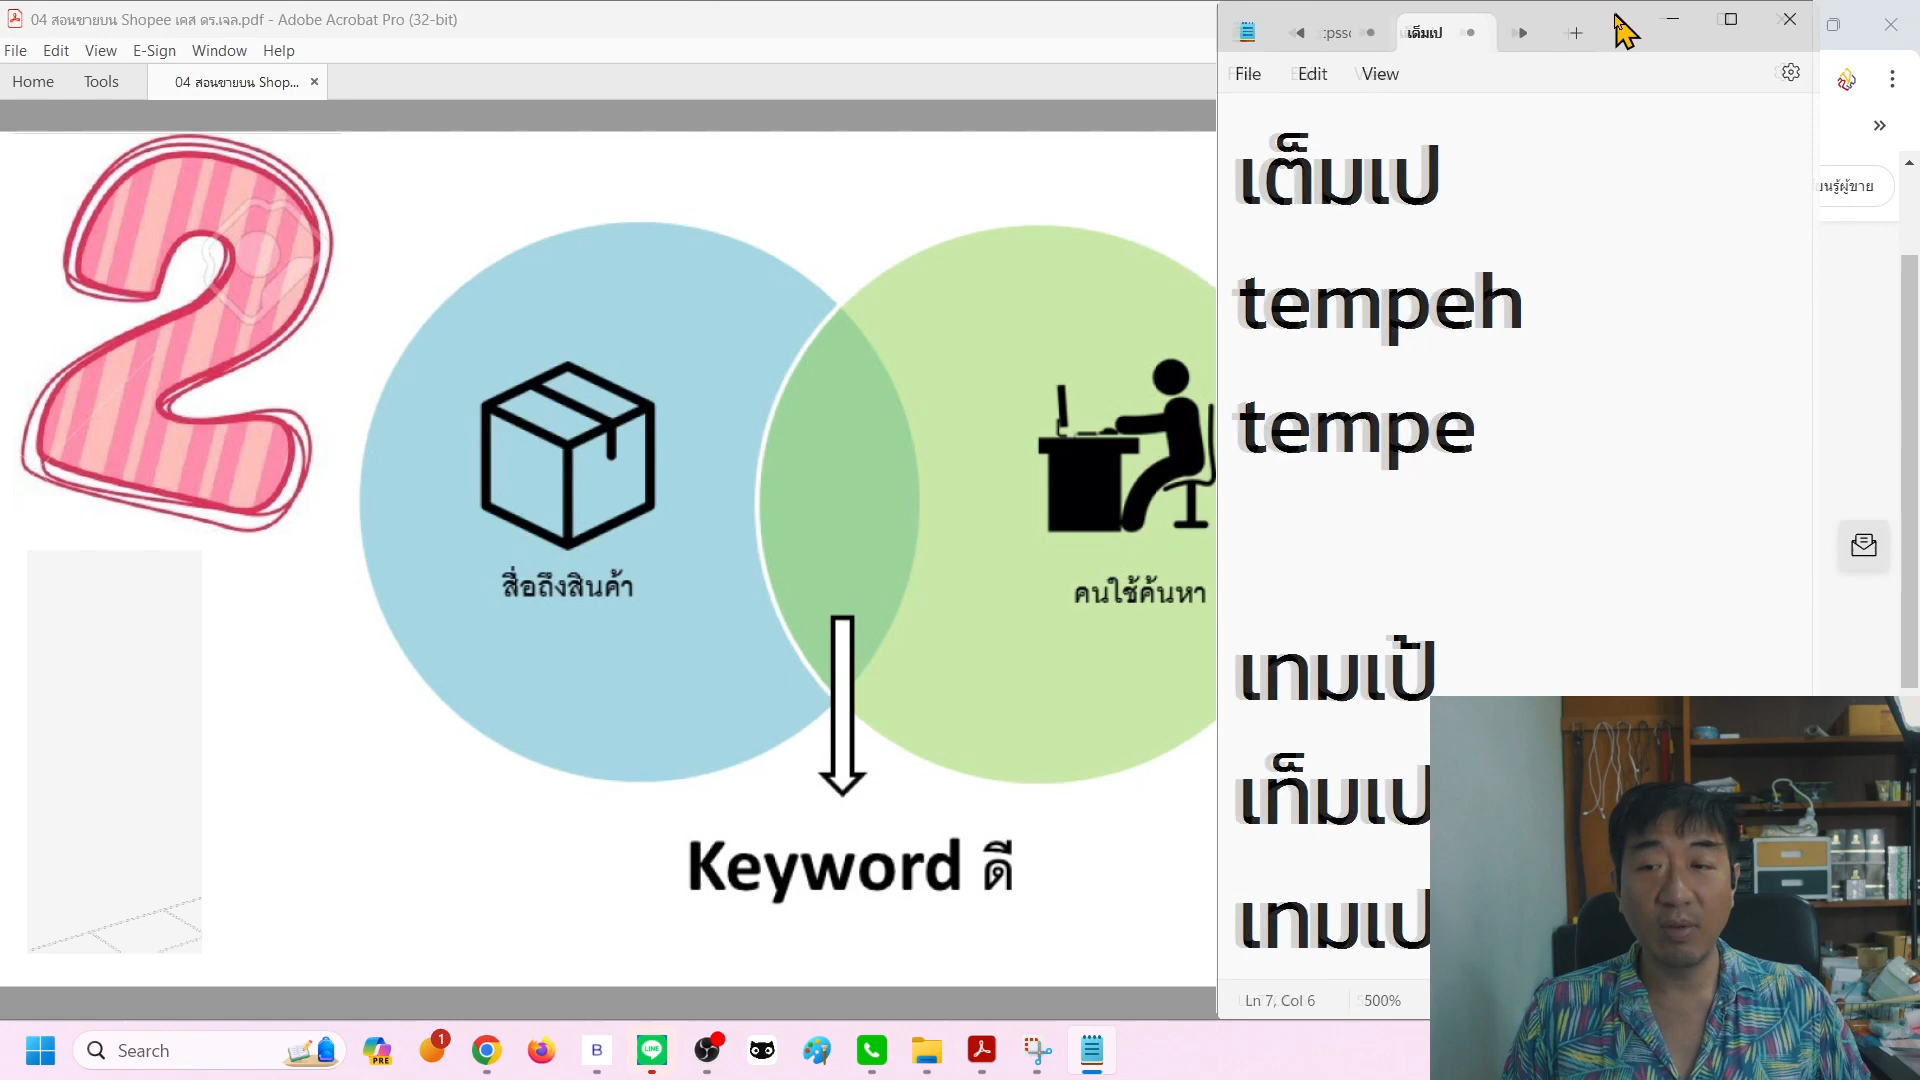 04 สอนขายบน Shopee เคส ดร.เจล.pdf - Adobe Acrobat Pro (32-bit)
File Edit View E-Sign Window Help
Home Tools 04 สอนขายบน Shop...
2
สื่อถึงสินค้า
คนใช้ค้นหา
Keyword ดี
เต็มเป
File Edit View
เต็มเป
tempeh
tempe
เทมเป้
เท็มเป
เทมเป
Ln 7, Col 6 500%
Search
PRE
1
B
LINE